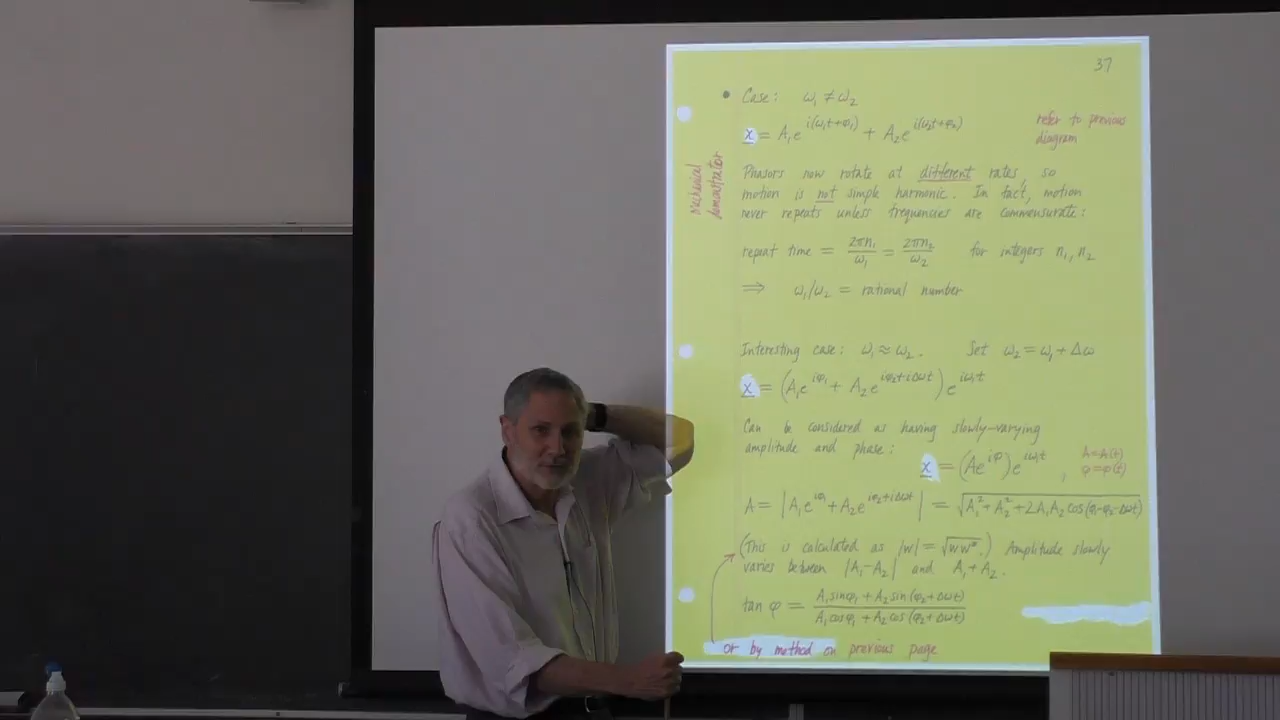 37
• Case: ω₁ ≠ ω₂
x = A₁e^{i(ω₁t+φ₁)} + A₂e^{i(ω₂t+φ₂)}
refer to previous
diagram
Mechanical
demonstrator
Phasors now rotate at different rates, so
motion is not simple harmonic. In fact, motion
never repeats unless frequencies are commensurate:
repeat time = 2πn₁/ω₁ = 2πn₂/ω₂ for integers n₁, n₂
⟹ ω₁/ω₂ = rational number
Interesting case: ω₁ ≈ ω₂. Set ω₂ = ω₁ + Δω
x = (A₁e^{iφ₁} + A₂e^{iφ₂+iΔωt}) e^{iω₁t}
Can be considered as having slowly-varying
amplitude and phase:
x = (Ae^{iφ})e^{iω₁t} , A=A(t)
φ=φ(t)
A = |A₁e^{iφ₁} + A₂e^{iφ₂+iΔωt}| = √(A₁²+A₂²+2A₁A₂cos(φ₁-φ₂-Δωt))
(This is calculated as |w| = √(ww*).) Amplitude slowly
varies between |A₁-A₂| and A₁+A₂.
tan φ = (A₁sinφ₁ + A₂sin(φ₂+Δωt))/(A₁cosφ₁ + A₂cos(φ₂+Δωt))
or by method on previous page